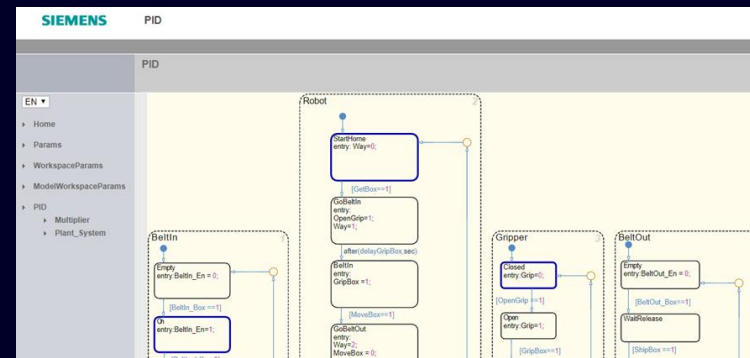 SIEMENS PID
PID
EN
Home
Params
WorkspaceParams
ModelWorkspaceParams
PID
Multiplier
Plant_System
Robot 2
StartHome
entry: Way=0;
[GetBox==1]
GoBeltIn
entry:
OpenGrip=1;
Way=1;
after(delayGripBox,sec)
BeltIn
entry:
GripBox =1;
[MoveBox==1]
GoBeltOut
entry:
Way=2;
MoveBox = 0;
BeltIn 1
Empty
entry:BeltIn_En = 0;
[BeltIn_Box ==1]
On
entry:BeltIn_En=1;
Gripper 3
Closed
entry:Grip=0;
[OpenGrip ==1]
Open
entry:Grip=1;
[GripBox==1]
BeltOut
Empty
entry:BeltOut_En = 0;
[BeltOut_Box==1]
WaitRelease
[ShipBox ==1]